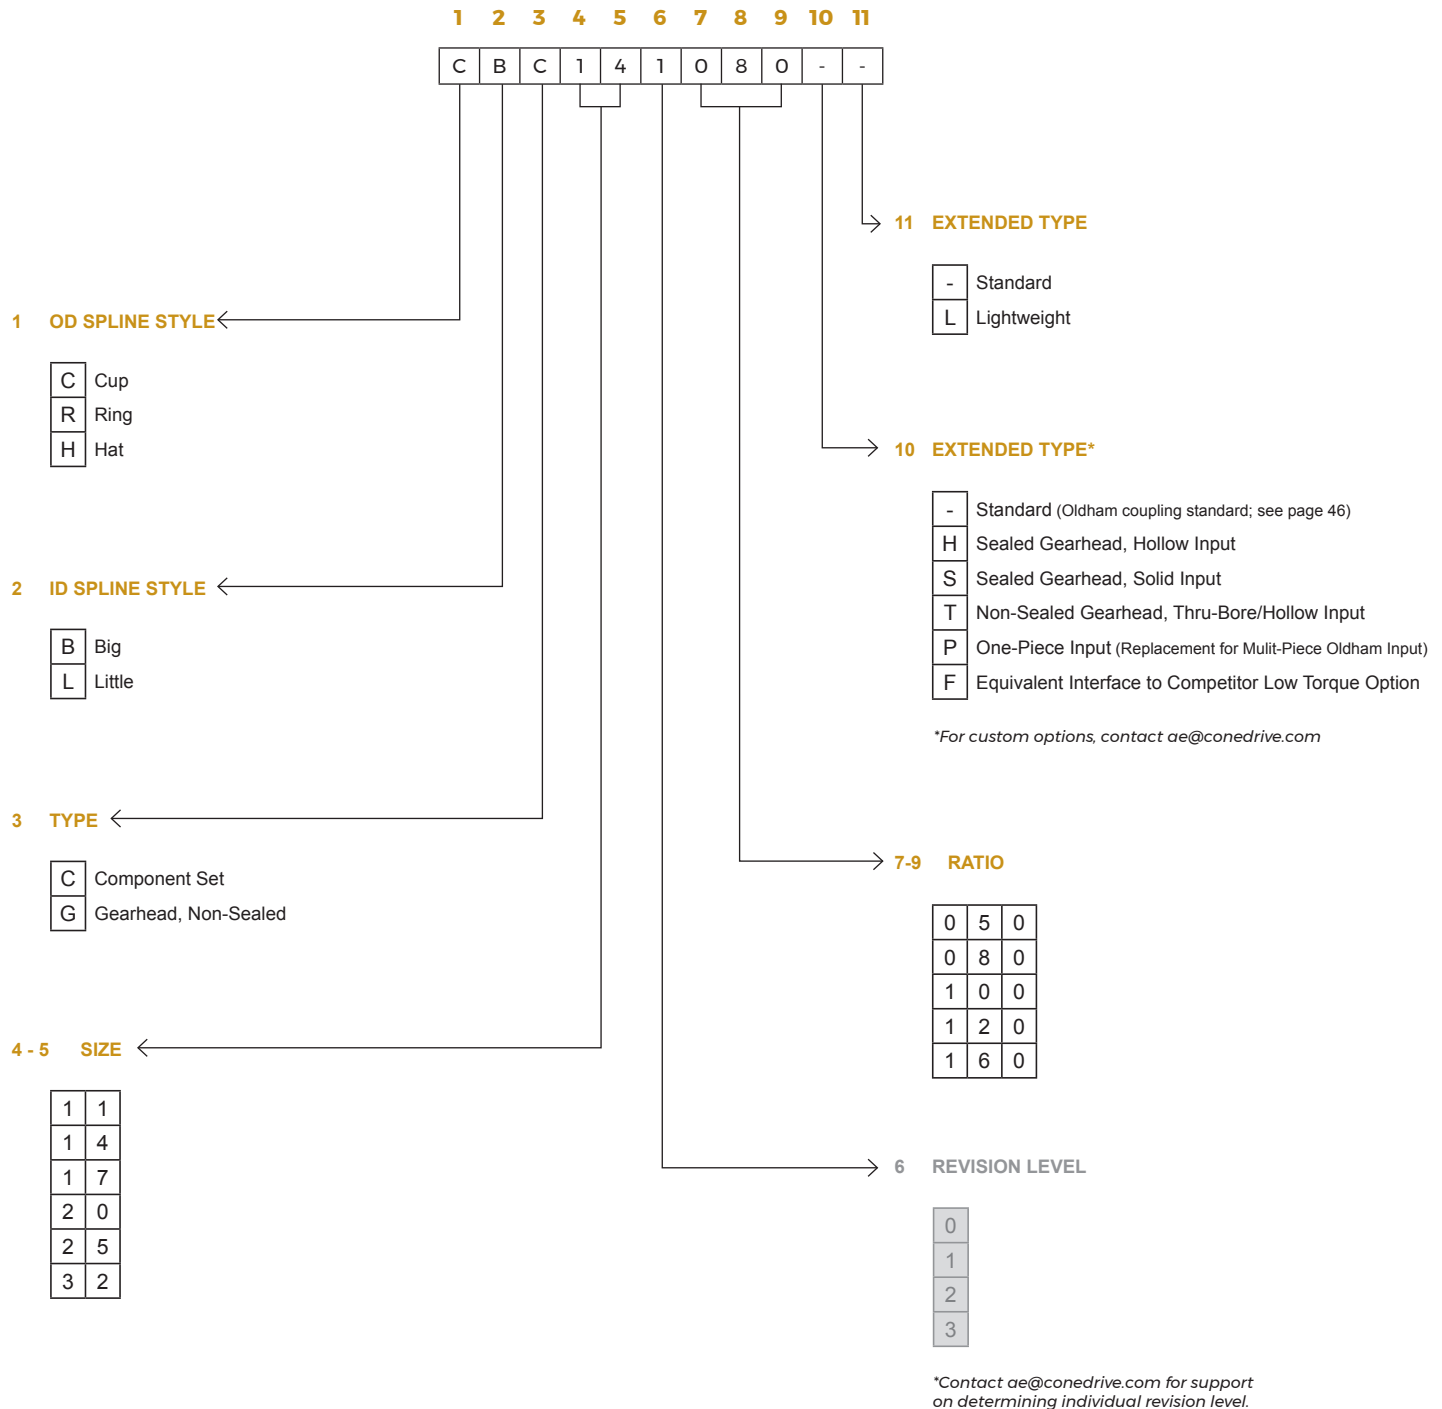 1 2 3 4 5 6 7 8 9 10 11
C B C 1 4 1 0 8 0 - -
1 OD SPLINE STYLE
C Cup
R Ring
H Hat
2 ID SPLINE STYLE
B Big
L Little
3 TYPE
C Component Set
G Gearhead, Non-Sealed
4 - 5 SIZE
1 1
1 4
1 7
2 0
2 5
3 2
11 EXTENDED TYPE
- Standard
L Lightweight
10 EXTENDED TYPE*
- Standard (Oldham coupling standard; see page 46)
H Sealed Gearhead, Hollow Input
S Sealed Gearhead, Solid Input
T Non-Sealed Gearhead, Thru-Bore/Hollow Input
P One-Piece Input (Replacement for Mulit-Piece Oldham Input)
F Equivalent Interface to Competitor Low Torque Option
*For custom options, contact ae@conedrive.com
7-9 RATIO
0 5 0
0 8 0
1 0 0
1 2 0
1 6 0
6 REVISION LEVEL
0
1
2
3
*Contact ae@conedrive.com for support
on determining individual revision level.